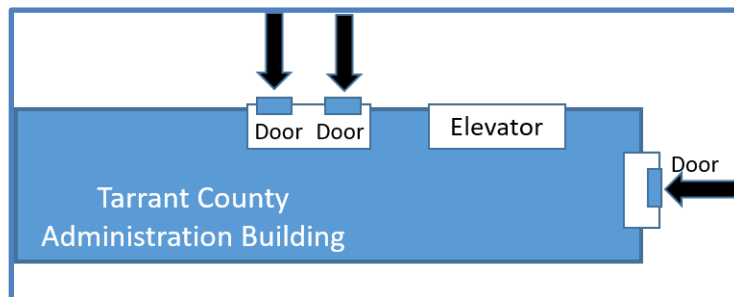 Door Door
Elevator
Door
Tarrant County
Administration Building